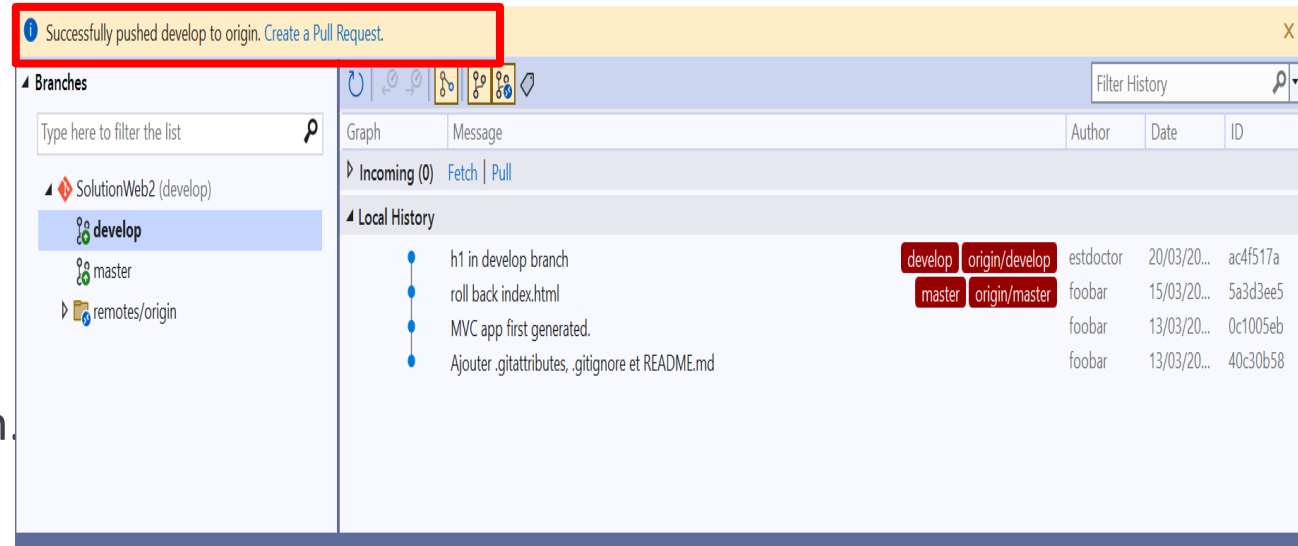 Successfully pushed develop to origin. Create a Pull Request.
X
Branches
Type here to filter the list
SolutionWeb2 (develop)
develop
master
remotes/origin
Filter History
Graph Message Author Date ID
Incoming (0) Fetch | Pull
Local History
h1 in develop branch develop origin/develop estdoctor 20/03/20... ac4f517a
roll back index.html master origin/master foobar 15/03/20... 5a3d3ee5
MVC app first generated. foobar 13/03/20... 0c1005eb
Ajouter .gitattributes, .gitignore et README.md foobar 13/03/20... 40c30b58